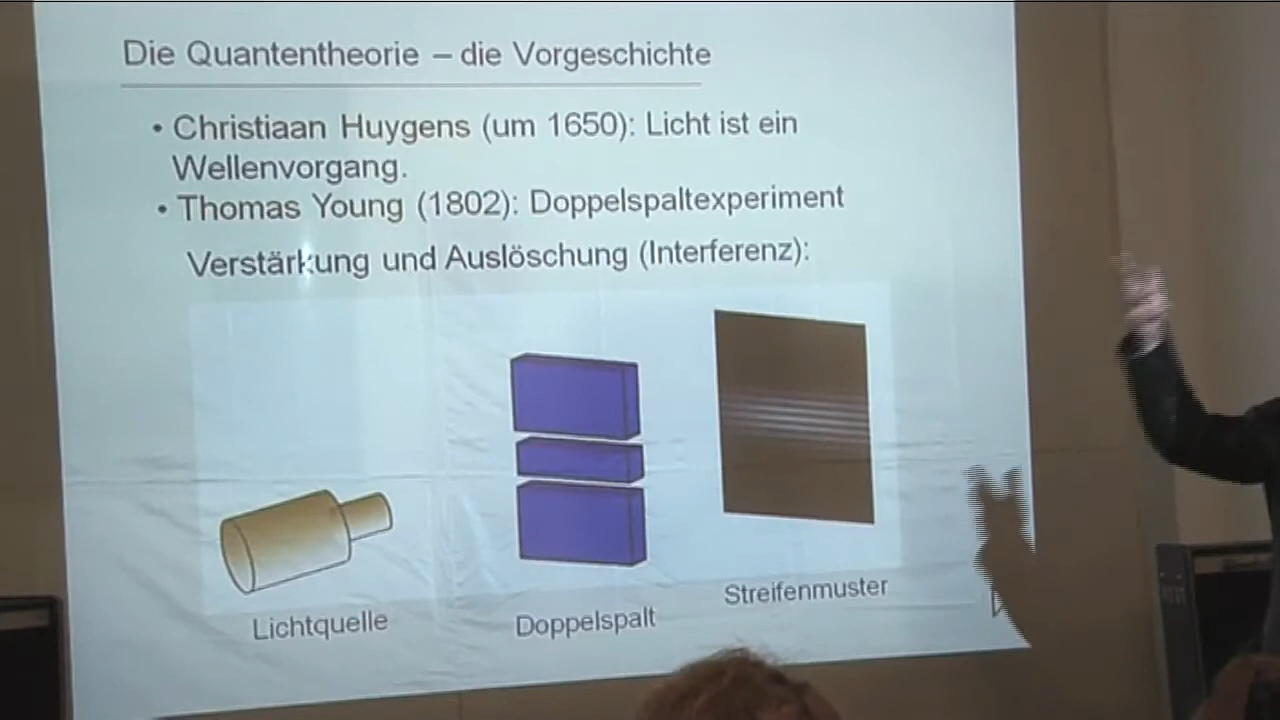 Die Quantentheorie – die Vorgeschichte
• Christiaan Huygens (um 1650): Licht ist ein
Wellenvorgang.
• Thomas Young (1802): Doppelspaltexperiment
Verstärkung und Auslöschung (Interferenz):
Lichtquelle
Doppelspalt
Streifenmuster